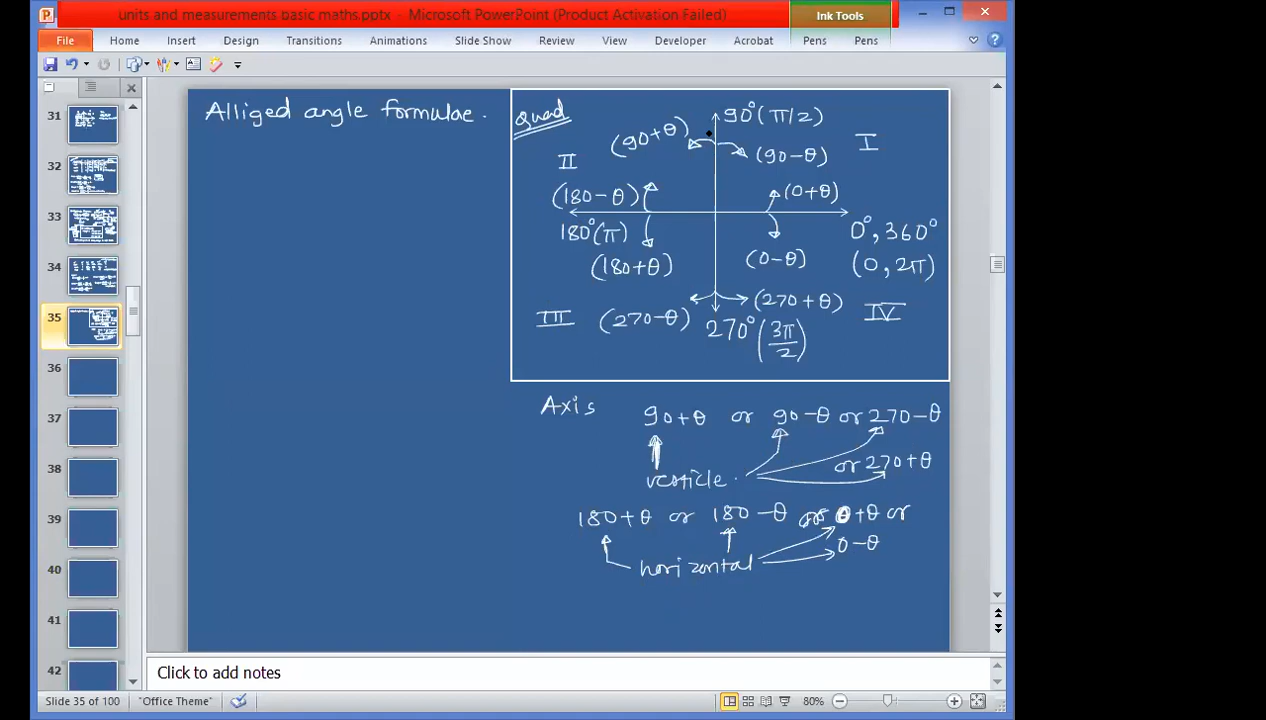 units and measurements basic maths.pptx - Microsoft PowerPoint (Product Activation Failed)
Ink Tools
File Home Insert Design Transitions Animations Slide Show Review View Developer Acrobat Pens Pens
31
32
33
34
35
36
37
38
39
40
41
42
Alliged angle formulae.
quad
90°(π/2)
(90+θ)
I
(90-θ)
II
(180-θ)
(0+θ)
180°(π)
0°, 360°
(180+θ)
(0-θ)
(0, 2π)
(270+θ)
IV
III
(270-θ)
270° (3π/2)
Axis
90+θ or 90-θ or 270-θ
or 270+θ
verticle.
180+θ or 180-θ or 0+θ or
0-θ
horizontal
Click to add notes
Slide 35 of 100
"Office Theme"
80%